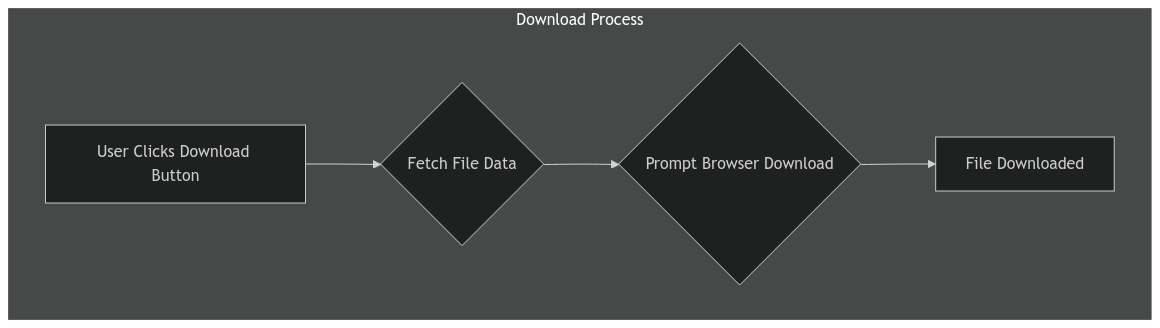 Download Process
User Clicks Download
Button
Fetch File Data
Prompt Browser Download
File Downloaded